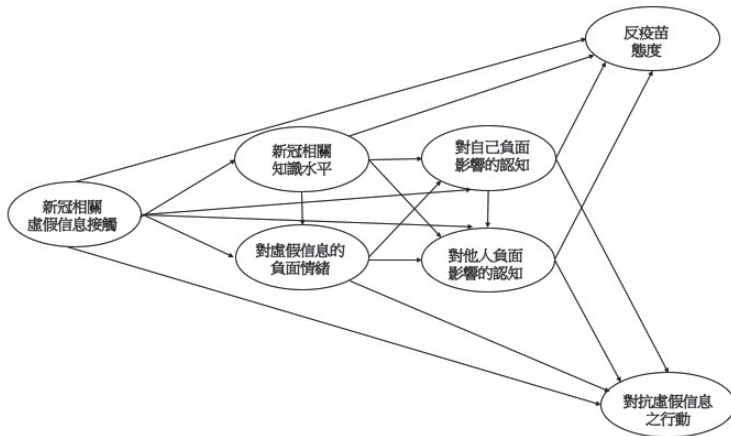 反疫苗
態度
新冠相關
知識水平
對自己負面
影響的認知
新冠相關
虛假信息接觸
對虛假信息的
負面情緒
對他人負面
影響的認知
對抗虛假信息
之行動